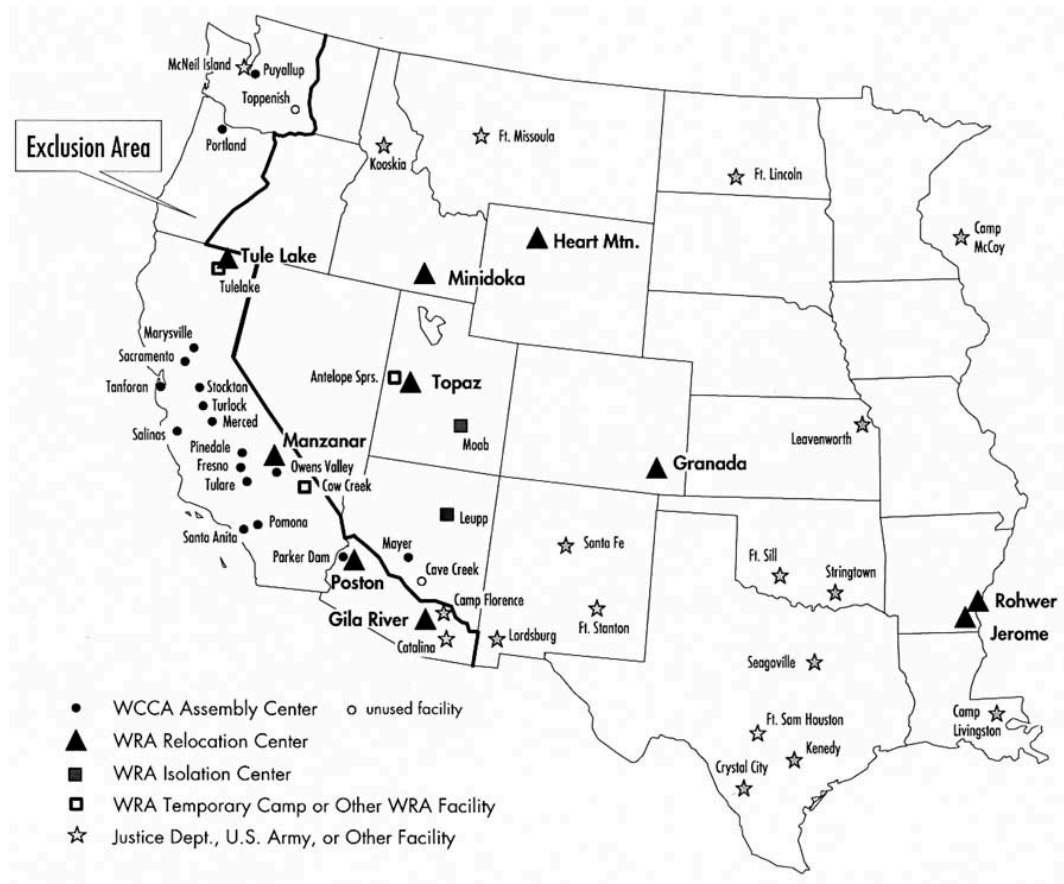 McNeil Island
Puyallup
Toppenish
Portland
Exclusion Area
Kooskia
Ft. Missoula
Ft. Lincoln
Camp
McCoy
Heart Mtn.
Minidoka
Tule Lake
Tulelake
Marysville
Sacramento
Tanforan
Stockton
Turlock
Merced
Salinas
Antelope Sprs.
Topaz
Moab
Leavenworth
Granada
Manzanar
Pinedale
Fresno
Tulare
Owens Valley
Cow Creek
Pomona
Santa Anita
Leupp
Santa Fe
Parker Dam
Mayer
Cave Creek
Poston
Camp Florence
Gila River
Catalina
Lordsburg
Ft. Stanton
Ft. Sill
Stringtown
Rohwer
Jerome
Seagoville
Ft. Sam Houston
Kenedy
Crystal City
Camp
Livingston
WCCA Assembly Center
unused facility
WRA Relocation Center
WRA Isolation Center
WRA Temporary Camp or Other WRA Facility
Justice Dept., U.S. Army, or Other Facility